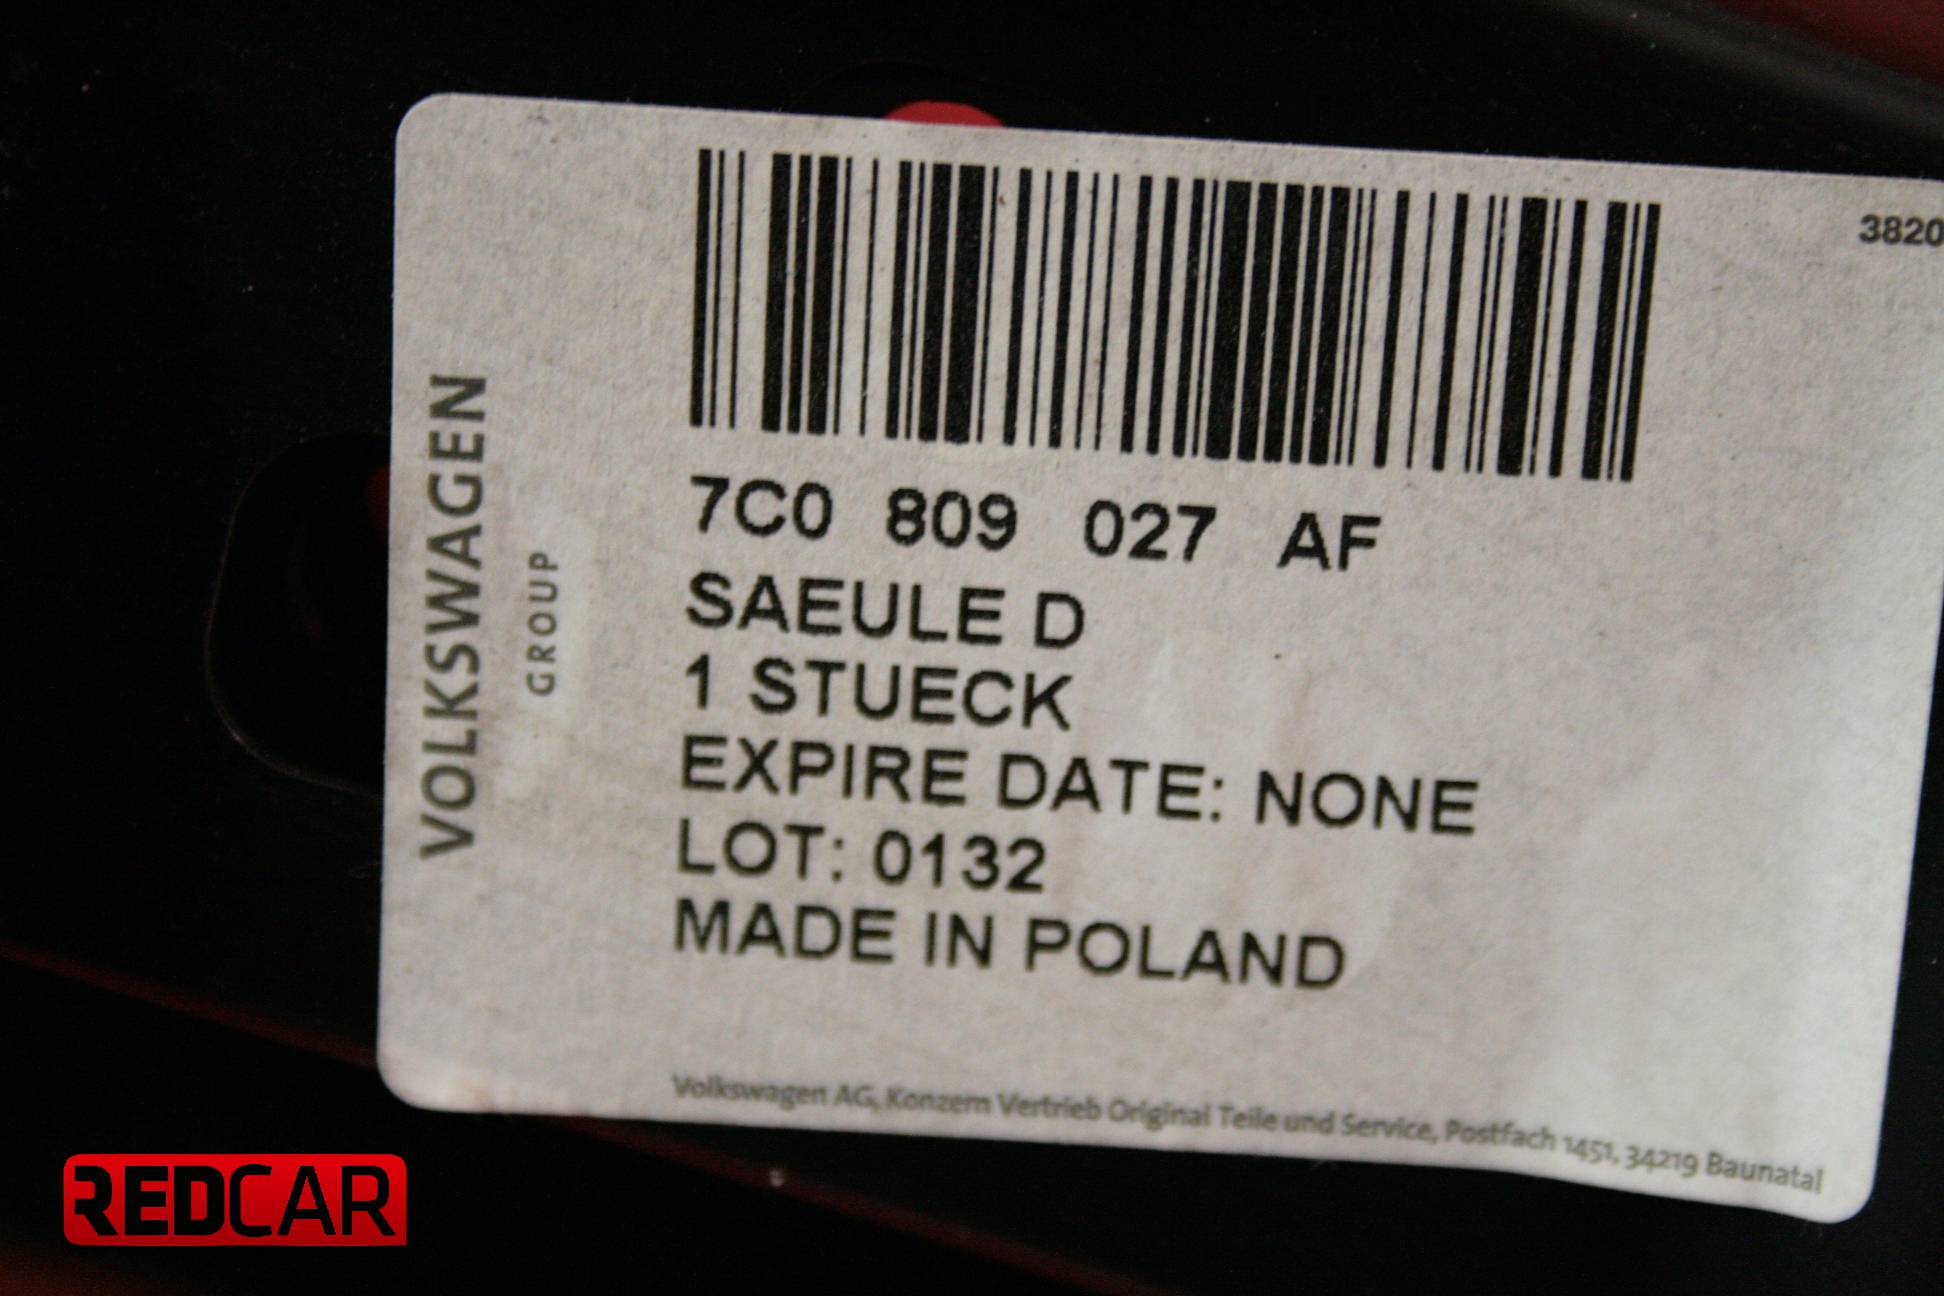 3820
7C0 809 027 AF
SAEULE D
1 STUECK
EXPIRE DATE: NONE
LOT: 0132
MADE IN POLAND
VOLKSWAGEN
GROUP
Volkswagen AG, Konzern Vertrieb Original Teile und Service, Postfach 1451, 34219 Baunatal
REDCAR